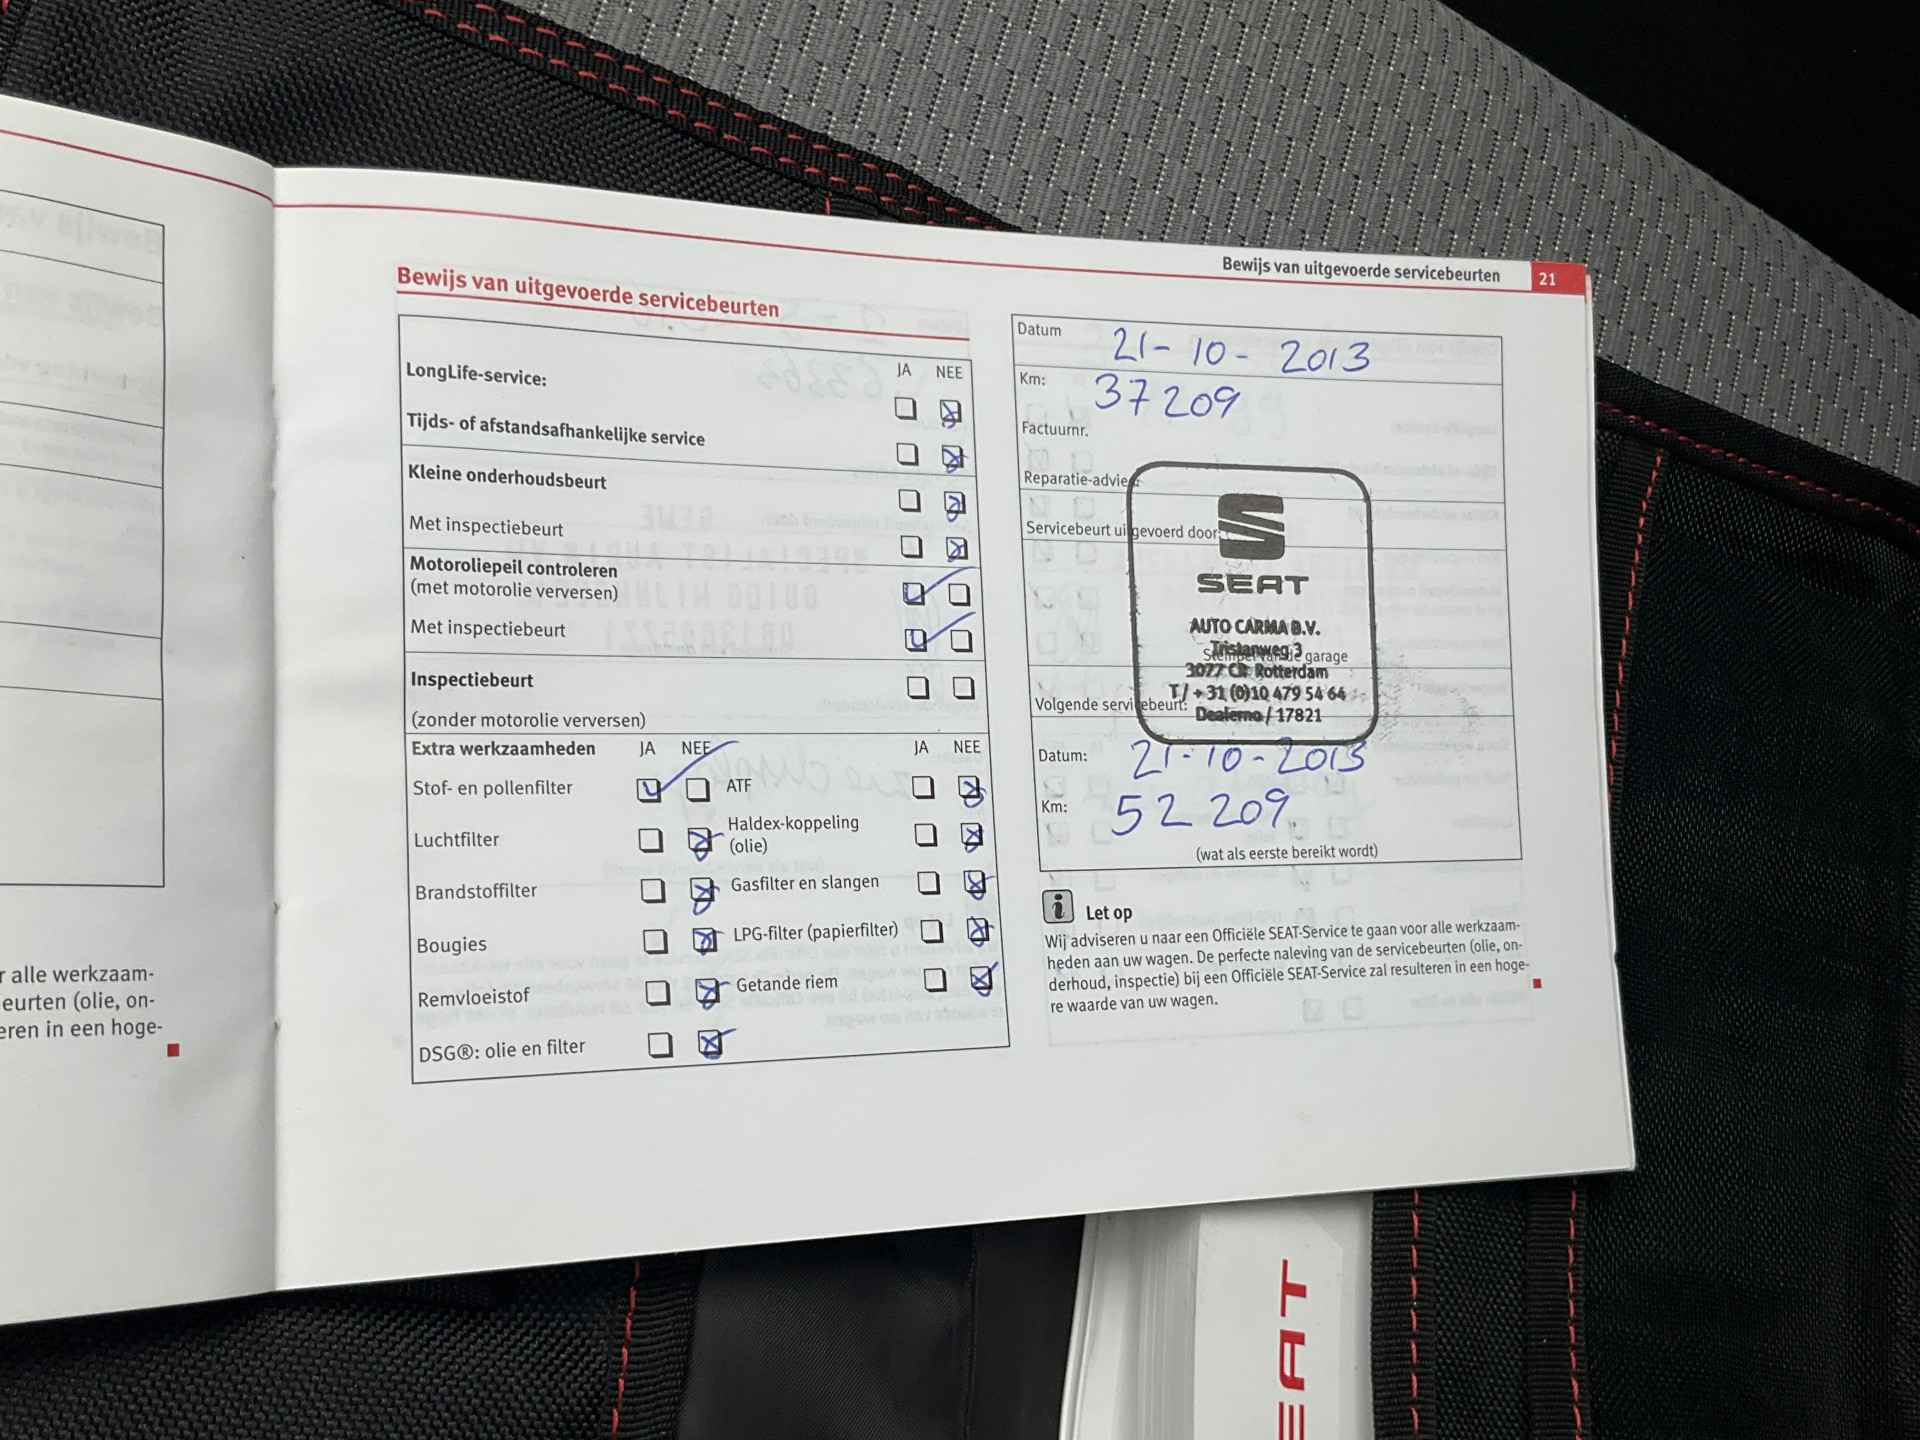 r alle werkzaam-
eurten (olie, on-
eren in een hoge-
Bewijs van uitgevoerde servicebeurten 21
Bewijs van uitgevoerde servicebeurten
JA NEE
LongLife-service:
Tijds- of afstandsafhankelijke service
Kleine onderhoudsbeurt
Met inspectiebeurt
Motoroliepeil controleren
(met motorolie verversen)
Met inspectiebeurt
Inspectiebeurt
(zonder motorolie verversen)
Extra werkzaamheden JA NEE JA NEE
Stof- en pollenfilter
ATF
Luchtfilter
Haldex-koppeling
(olie)
Brandstoffilter
Gasfilter en slangen
Bougies
LPG-filter (papierfilter)
Remvloeistof
Getande riem
DSG®: olie en filter
Datum 21-10-2013
Km: 37209
Factuurnr.
Reparatie-advies:
Servicebeurt uitgevoerd door:
SEAT
AUTO CARMA B.V.
Tristanweg 3
Stempel van de garage
3077 CR Rotterdam
T / +31 (0)10 479 54 64
Volgende servicebeurt:
Dealerno / 17821
Datum: 21-10-2013
Km: 52209
(wat als eerste bereikt wordt)
i Let op
Wij adviseren u naar een Officiële SEAT-Service te gaan voor alle werkzaam-
heden aan uw wagen. De perfecte naleving van de servicebeurten (olie, on-
derhoud, inspectie) bij een Officiële SEAT-Service zal resulteren in een hoge-
re waarde van uw wagen.
EAT